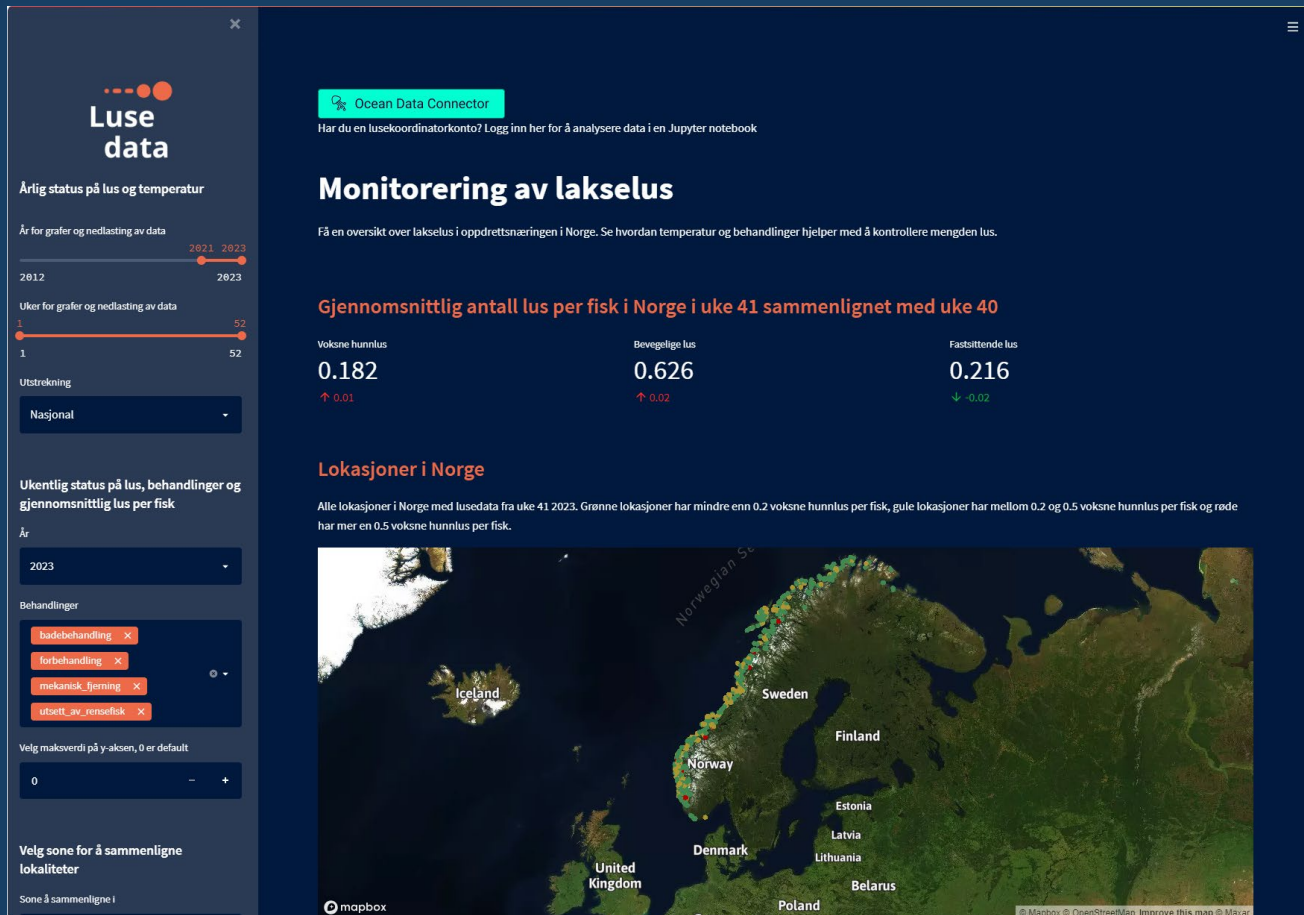 Luse
data
Årlig status på lus og temperatur
År for grafer og nedlasting av data
2021 2023
2012 2023
Uker for grafer og nedlasting av data
1 52
1 52
Utstrekning
Nasjonal
Ukentlig status på lus, behandlinger og
gjennomsnittlig lus per fisk
År
2023
Behandlinger
badebehandling ×
forbehandling ×
mekanisk_fjerning ×
utsett_av_rensefisk ×
Velg maksverdi på y-aksen, 0 er default
0 − +
Velg sone for å sammenligne
lokaliteter
Sone å sammenligne i
Ocean Data Connector
Har du en lusekoordinatorkonto? Logg inn her for å analysere data i en Jupyter notebook
Monitorering av lakselus
Få en oversikt over lakselus i oppdrettsnæringen i Norge. Se hvordan temperatur og behandlinger hjelper med å kontrollere mengden lus.
Gjennomsnittlig antall lus per fisk i Norge i uke 41 sammenlignet med uke 40
Voksne hunnlus Bevegelige lus Fastsittende lus
0.182 0.626 0.216
↑ 0.01 ↑ 0.02 ↓ -0.02
Lokasjoner i Norge
Alle lokasjoner i Norge med lusedata fra uke 41 2023. Grønne lokasjoner har mindre enn 0.2 voksne hunnlus per fisk, gule lokasjoner har mellom 0.2 og 0.5 voksne hunnlus per fisk og røde
har mer en 0.5 voksne hunnlus per fisk.
Norwegian Se
Iceland
Sweden
Finland
Norway
Estonia
Latvia
Denmark
Lithuania
United
Kingdom
Belarus
Poland
mapbox
© Mapbox © OpenStreetMap Improve this map © Maxar